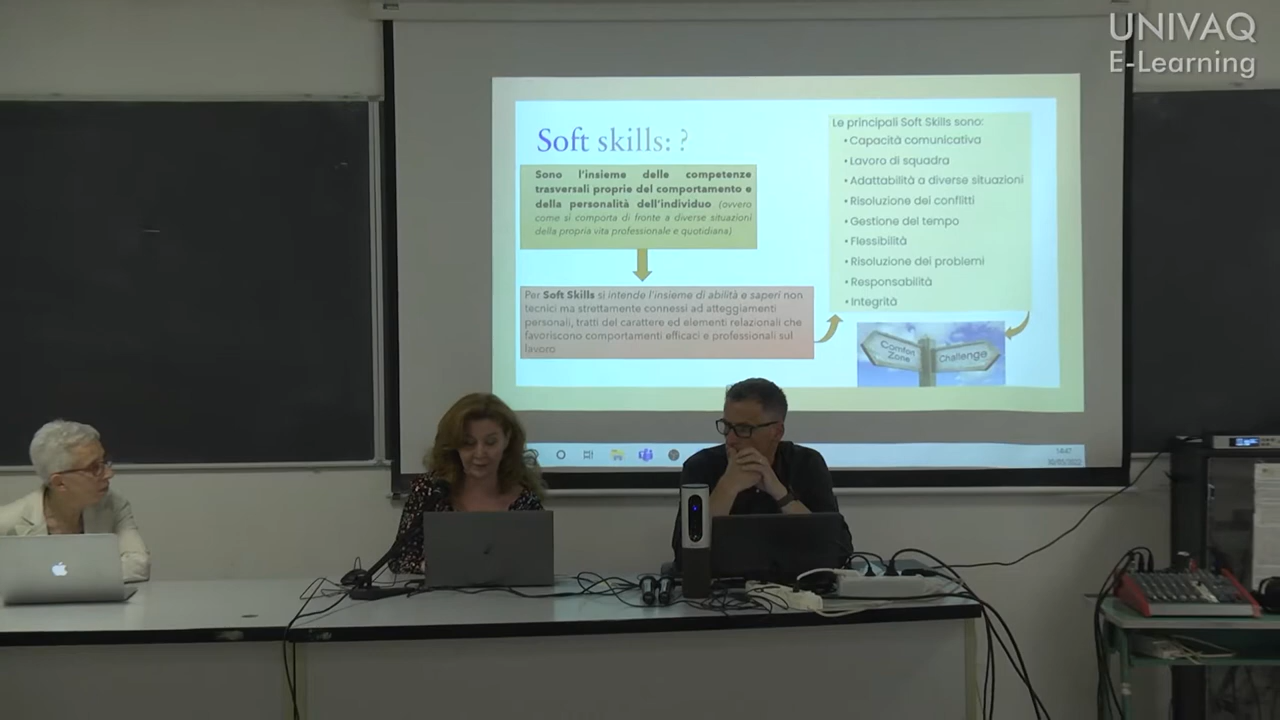 UNIVAQ
E-Learning
Soft skills: ?
Sono l'insieme delle competenze
trasversali proprie del comportamento e
della personalità dell'individuo (ovvero
come si comporta di fronte a diverse situazioni
della propria vita professionale e quotidiana)
Per Soft Skills si intende l'insieme di abilità e saperi non
tecnici ma strettamente connessi ad atteggiamenti
personali, tratti del carattere ed elementi relazionali che
favoriscono comportamenti efficaci e professionali sul
lavoro
Le principali Soft Skills sono:
• Capacità comunicativa
• Lavoro di squadra
• Adattabilità a diverse situazioni
• Risoluzione dei conflitti
• Gestione del tempo
• Flessibilità
• Risoluzione dei problemi
• Responsabilità
• Integrità
Comfort
Zone
Challenge